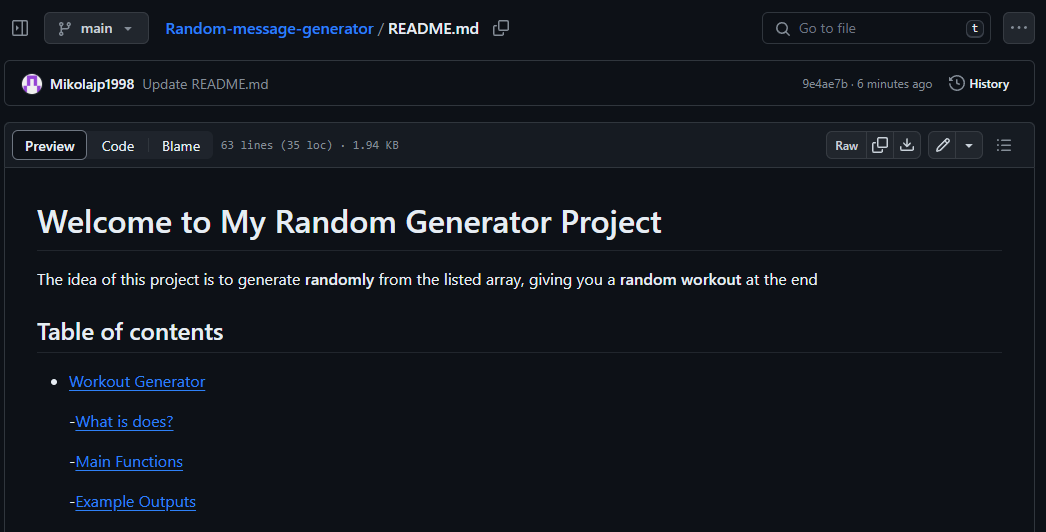 main Random-message-generator / README.md Go to file t
Mikolajp1998 Update README.md 9e4ae7b · 6 minutes ago History
Preview Code Blame 63 lines (35 loc) · 1.94 KB Raw
Welcome to My Random Generator Project
The idea of this project is to generate randomly from the listed array, giving you a random workout at the end
Table of contents
• Workout Generator
-What is does?
-Main Functions
-Example Outputs